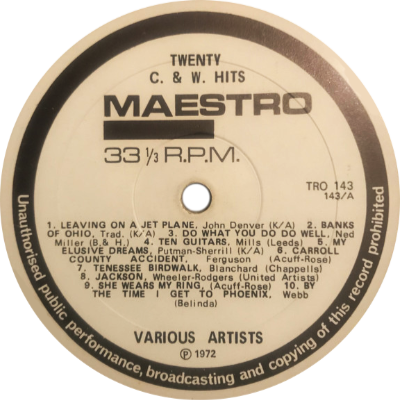 TWENTY
C. & W. HITS
MAESTRO
33 1/3 R.P.M.
TRO 143
143/A
1. LEAVING ON A JET PLANE, John Denver (K/A) 2. BANKS
OF OHIO, Trad. (K/A) 3. DO WHAT YOU DO DO WELL, Ned
Miller (B.& H.) 4. TEN GUITARS, Mills (Leeds) 5. MY
ELUSIVE DREAMS, Putman-Sherrill (K/A) 6. CARROLL
COUNTY ACCIDENT, Ferguson (Acuff-Rose)
7. TENESSEE BIRDWALK, Blanchard (Chappells)
8. JACKSON, Wheeler-Rodgers (United Artists)
9. SHE WEARS MY RING, (Acuff-Rose) 10. BY
THE TIME I GET TO PHOENIX, Webb
(Belinda)
VARIOUS ARTISTS
℗ 1972
Unauthorised public performance, broadcasting and copying of this record prohibited